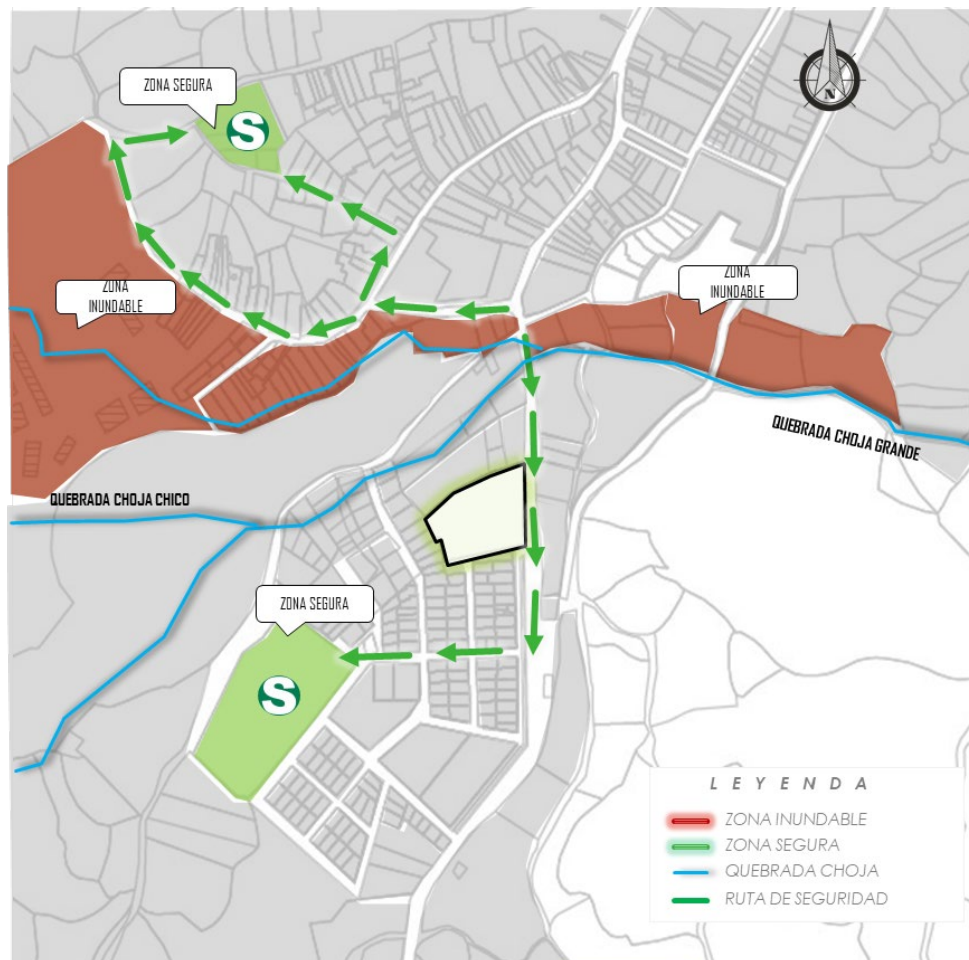 ZONA SEGURA
S
N
ZONA
INUNDABLE
ZONA
INUNDABLE
QUEBRADA CHOJA GRANDE
QUEBRADA CHOJA CHICO
ZONA SEGURA
S
LEYENDA
ZONA INUNDABLE
ZONA SEGURA
QUEBRADA CHOJA
RUTA DE SEGURIDAD